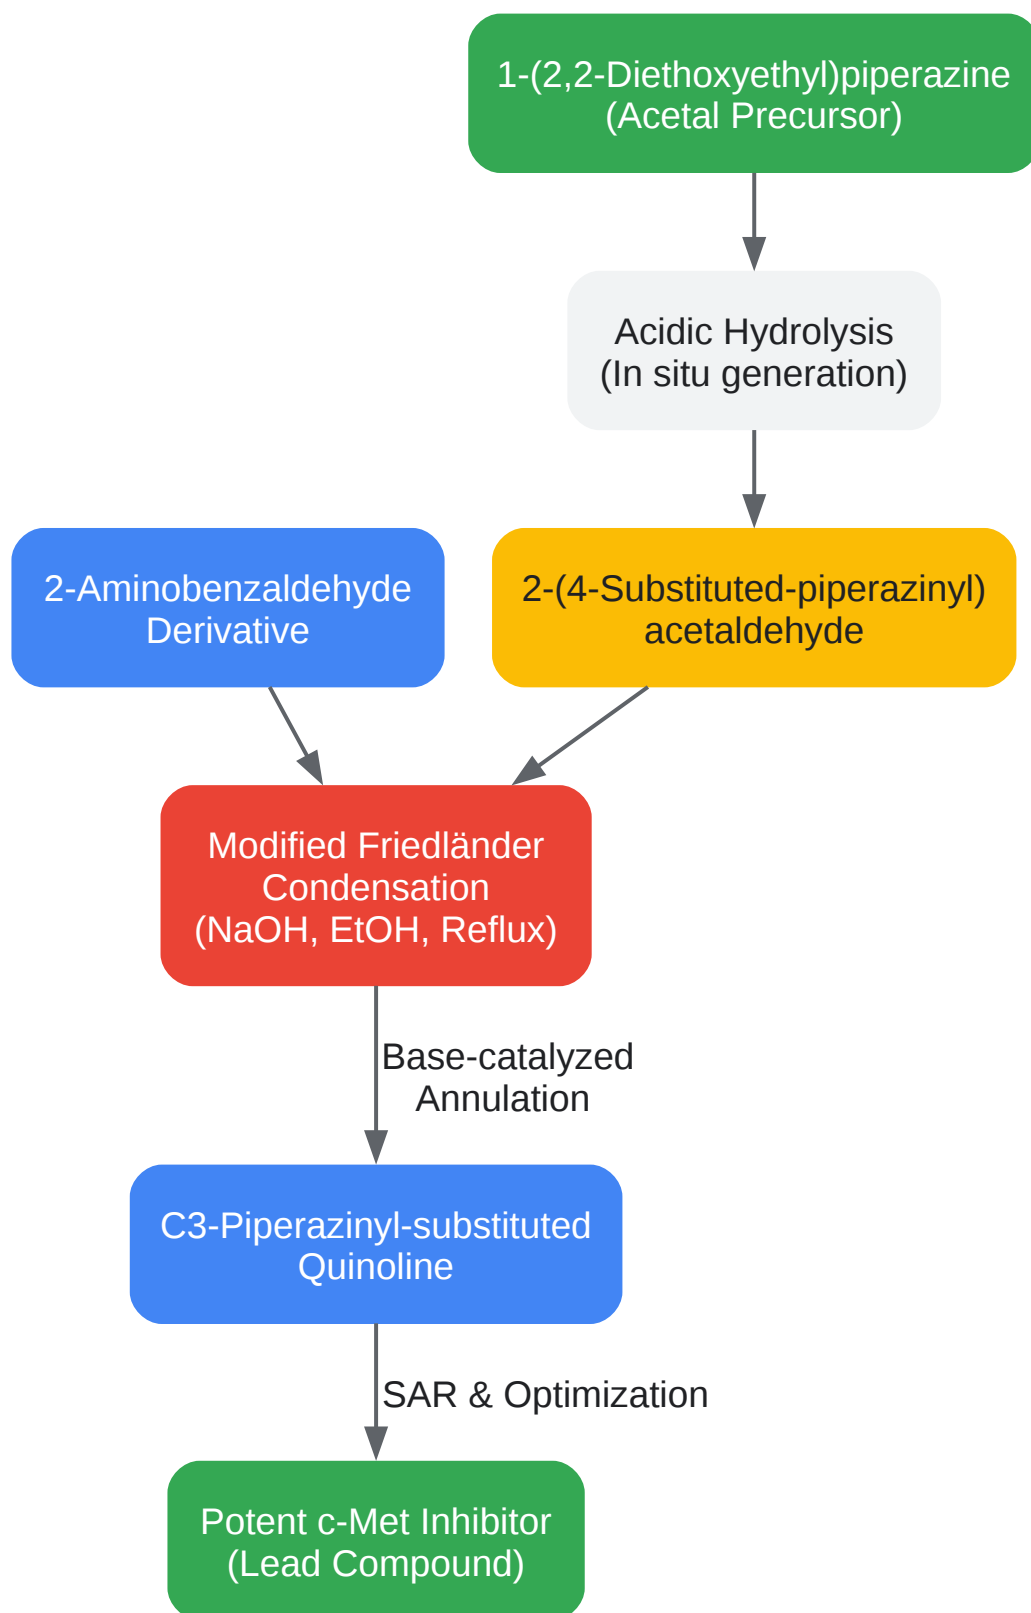 1-(2,2-Diethoxyethyl)piperazine
(Acetal Precursor)
Acidic Hydrolysis
(In situ generation)
2-Aminobenzaldehyde
Derivative
2-(4-Substituted-piperazinyl)
acetaldehyde
Modified Friedländer
Condensation
(NaOH, EtOH, Reflux)
Base-catalyzed
Annulation
C3-Piperazinyl-substituted
Quinoline
SAR & Optimization
Potent c-Met Inhibitor
(Lead Compound)